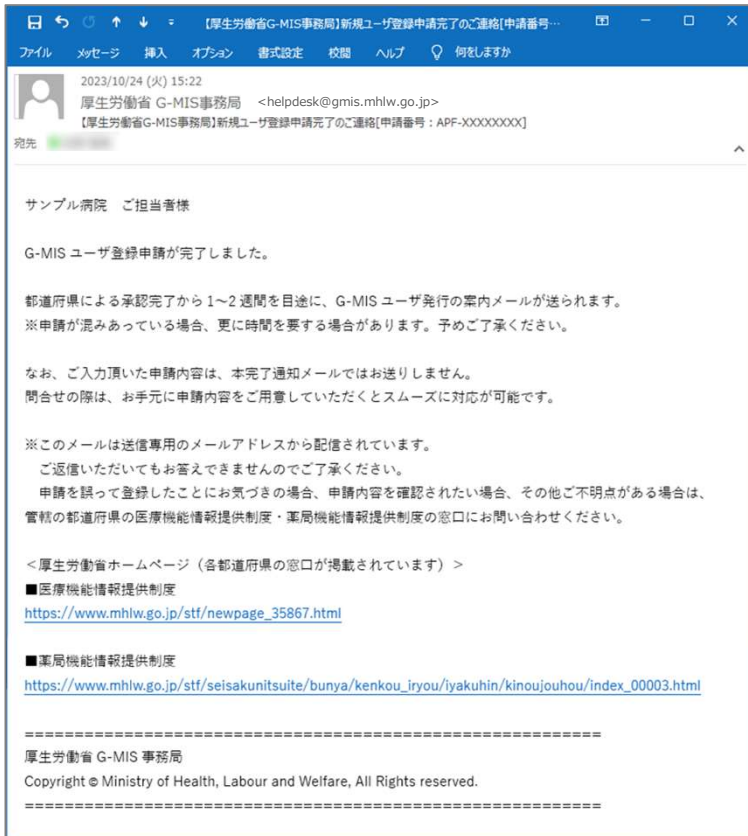 【厚生労働省G-MIS事務局】新規ユーザ登録申請完了のご連絡[申請番号…
ファイル メッセージ 挿入 オプション 書式設定 校閲 ヘルプ 何をしますか
2023/10/24 (火) 15:22
厚生労働省 G-MIS事務局 <helpdesk@gmis.mhlw.go.jp>
【厚生労働省G-MIS事務局】新規ユーザ登録申請完了のご連絡[申請番号：APF-XXXXXXXX]
宛先
サンプル病院　ご担当者様
G-MIS ユーザ登録申請が完了しました。
都道府県による承認完了から 1～2 週間を目途に、G-MIS ユーザ発行の案内メールが送られます。
※申請が混みあっている場合、更に時間を要する場合があります。予めご了承ください。
なお、ご入力頂いた申請内容は、本完了通知メールではお送りしません。
問合せの際は、お手元に申請内容をご用意していただくとスムーズに対応が可能です。
※このメールは送信専用のメールアドレスから配信されています。
ご返信いただいてもお答えできませんのでご了承ください。
申請を誤って登録したことにお気づきの場合、申請内容を確認されたい場合、その他ご不明点がある場合は、
管轄の都道府県の医療機能情報提供制度・薬局機能情報提供制度の窓口にお問い合わせください。
＜厚生労働省ホームページ（各都道府県の窓口が掲載されています）＞
■医療機能情報提供制度
https://www.mhlw.go.jp/stf/newpage_35867.html
■薬局機能情報提供制度
https://www.mhlw.go.jp/stf/seisakunitsuite/bunya/kenkou_iryou/iyakuhin/kinoujouhou/index_00003.html
==========================================================
厚生労働省 G-MIS 事務局
Copyright © Ministry of Health, Labour and Welfare, All Rights reserved.
==========================================================